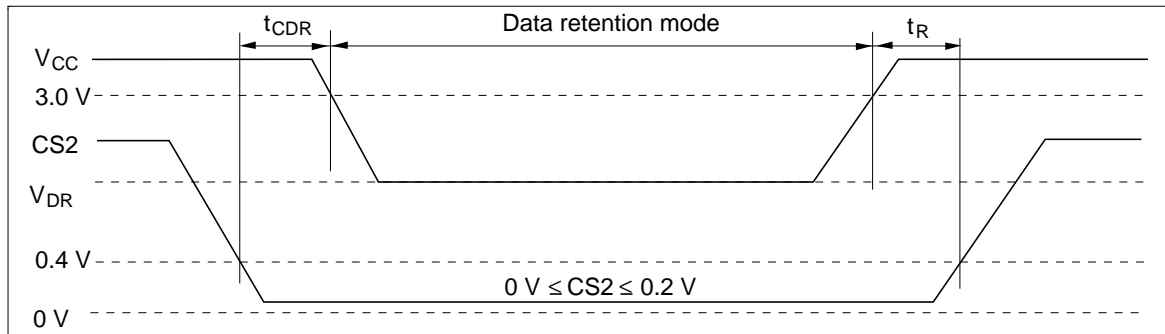 tCDR
Data retention mode
tR
VCC
3.0 V
CS2
VDR
0.4 V
0 V ≤ CS2 ≤ 0.2 V
0 V